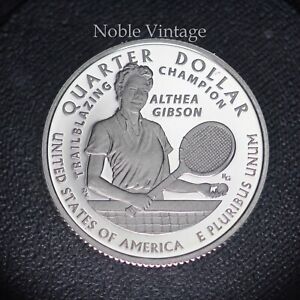 Noble Vintage
QUARTER DOLLAR
TRAILBLAZING
CHAMPION
ALTHEA
GIBSON
UNITED STATES OF AMERICA
E PLURIBUS UNUM